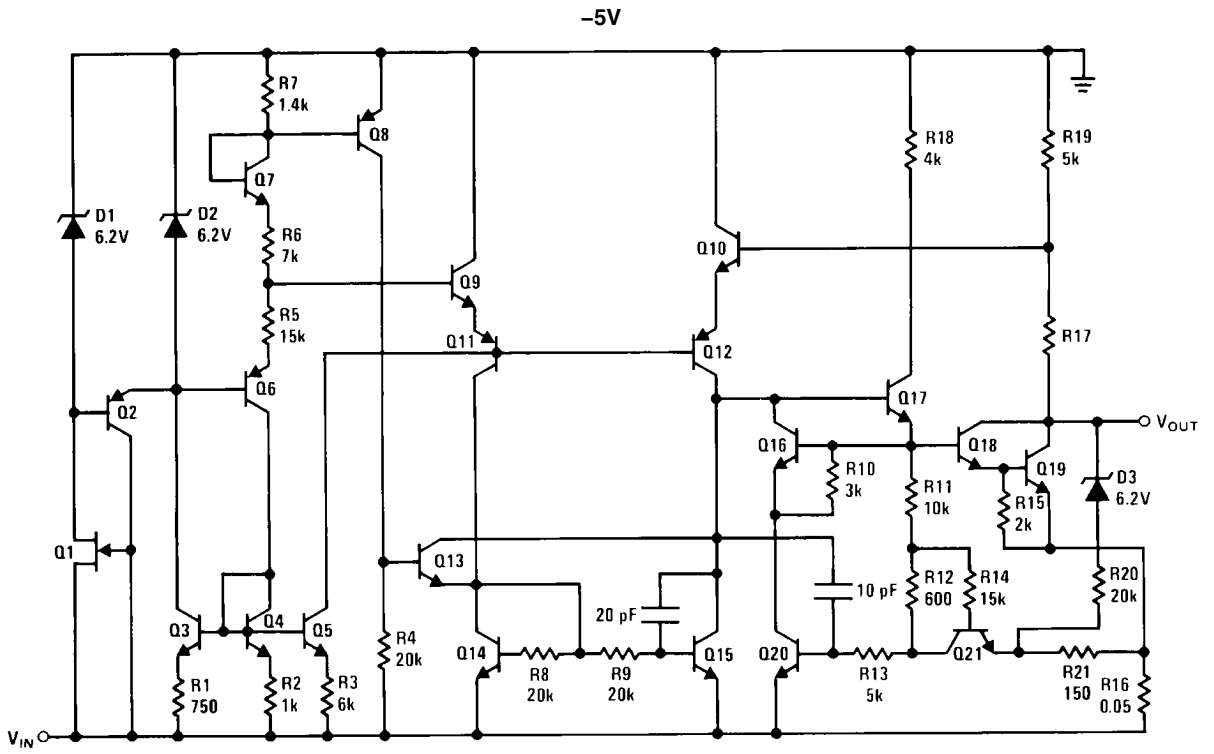 –5V
R7
1.4k
Q8
Q7
R18
4k
R19
5k
D1
6.2V
D2
6.2V
R6
7k
Q10
Q9
R5
15k
Q11
R17
Q12
Q6
Q2
Q17
VOUT
Q16
Q18
R10
3k
Q19
D3
6.2V
R11
10k
R15
2k
Q1
Q13
R12
600
R14
15k
R20
20k
10 pF
20 pF
Q3
Q4
Q5
R4
20k
Q14
R8
20k
R9
20k
Q15
Q20
R13
5k
Q21
R21
150
R16
0.05
R1
750
R2
1k
R3
6k
VIN